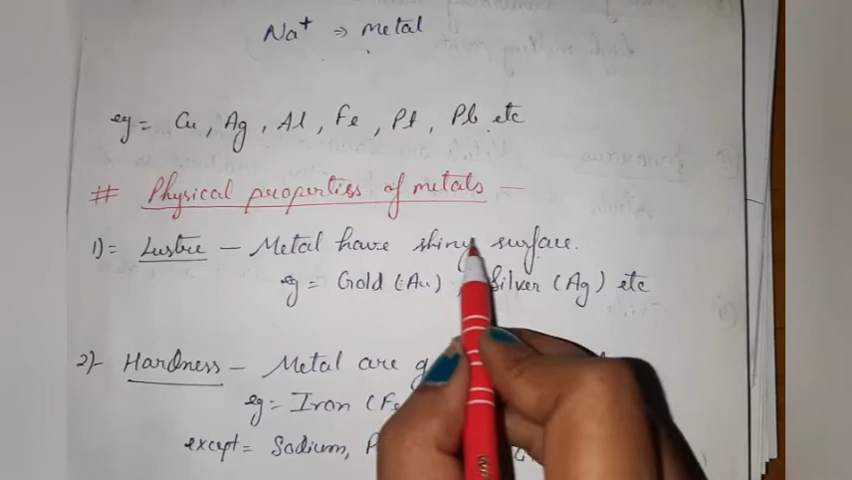 Na⁺ ⇒ metal
eg = Cu, Ag, Al, Fe, Pt, Pb etc
# Physical properties of metals —
1)= Lustre — Metal have shiny surface.
eg = Gold (Au), Silver (Ag) etc
2)- Hardness — Metal are
eg = Iron (Fe
except = Sodium,